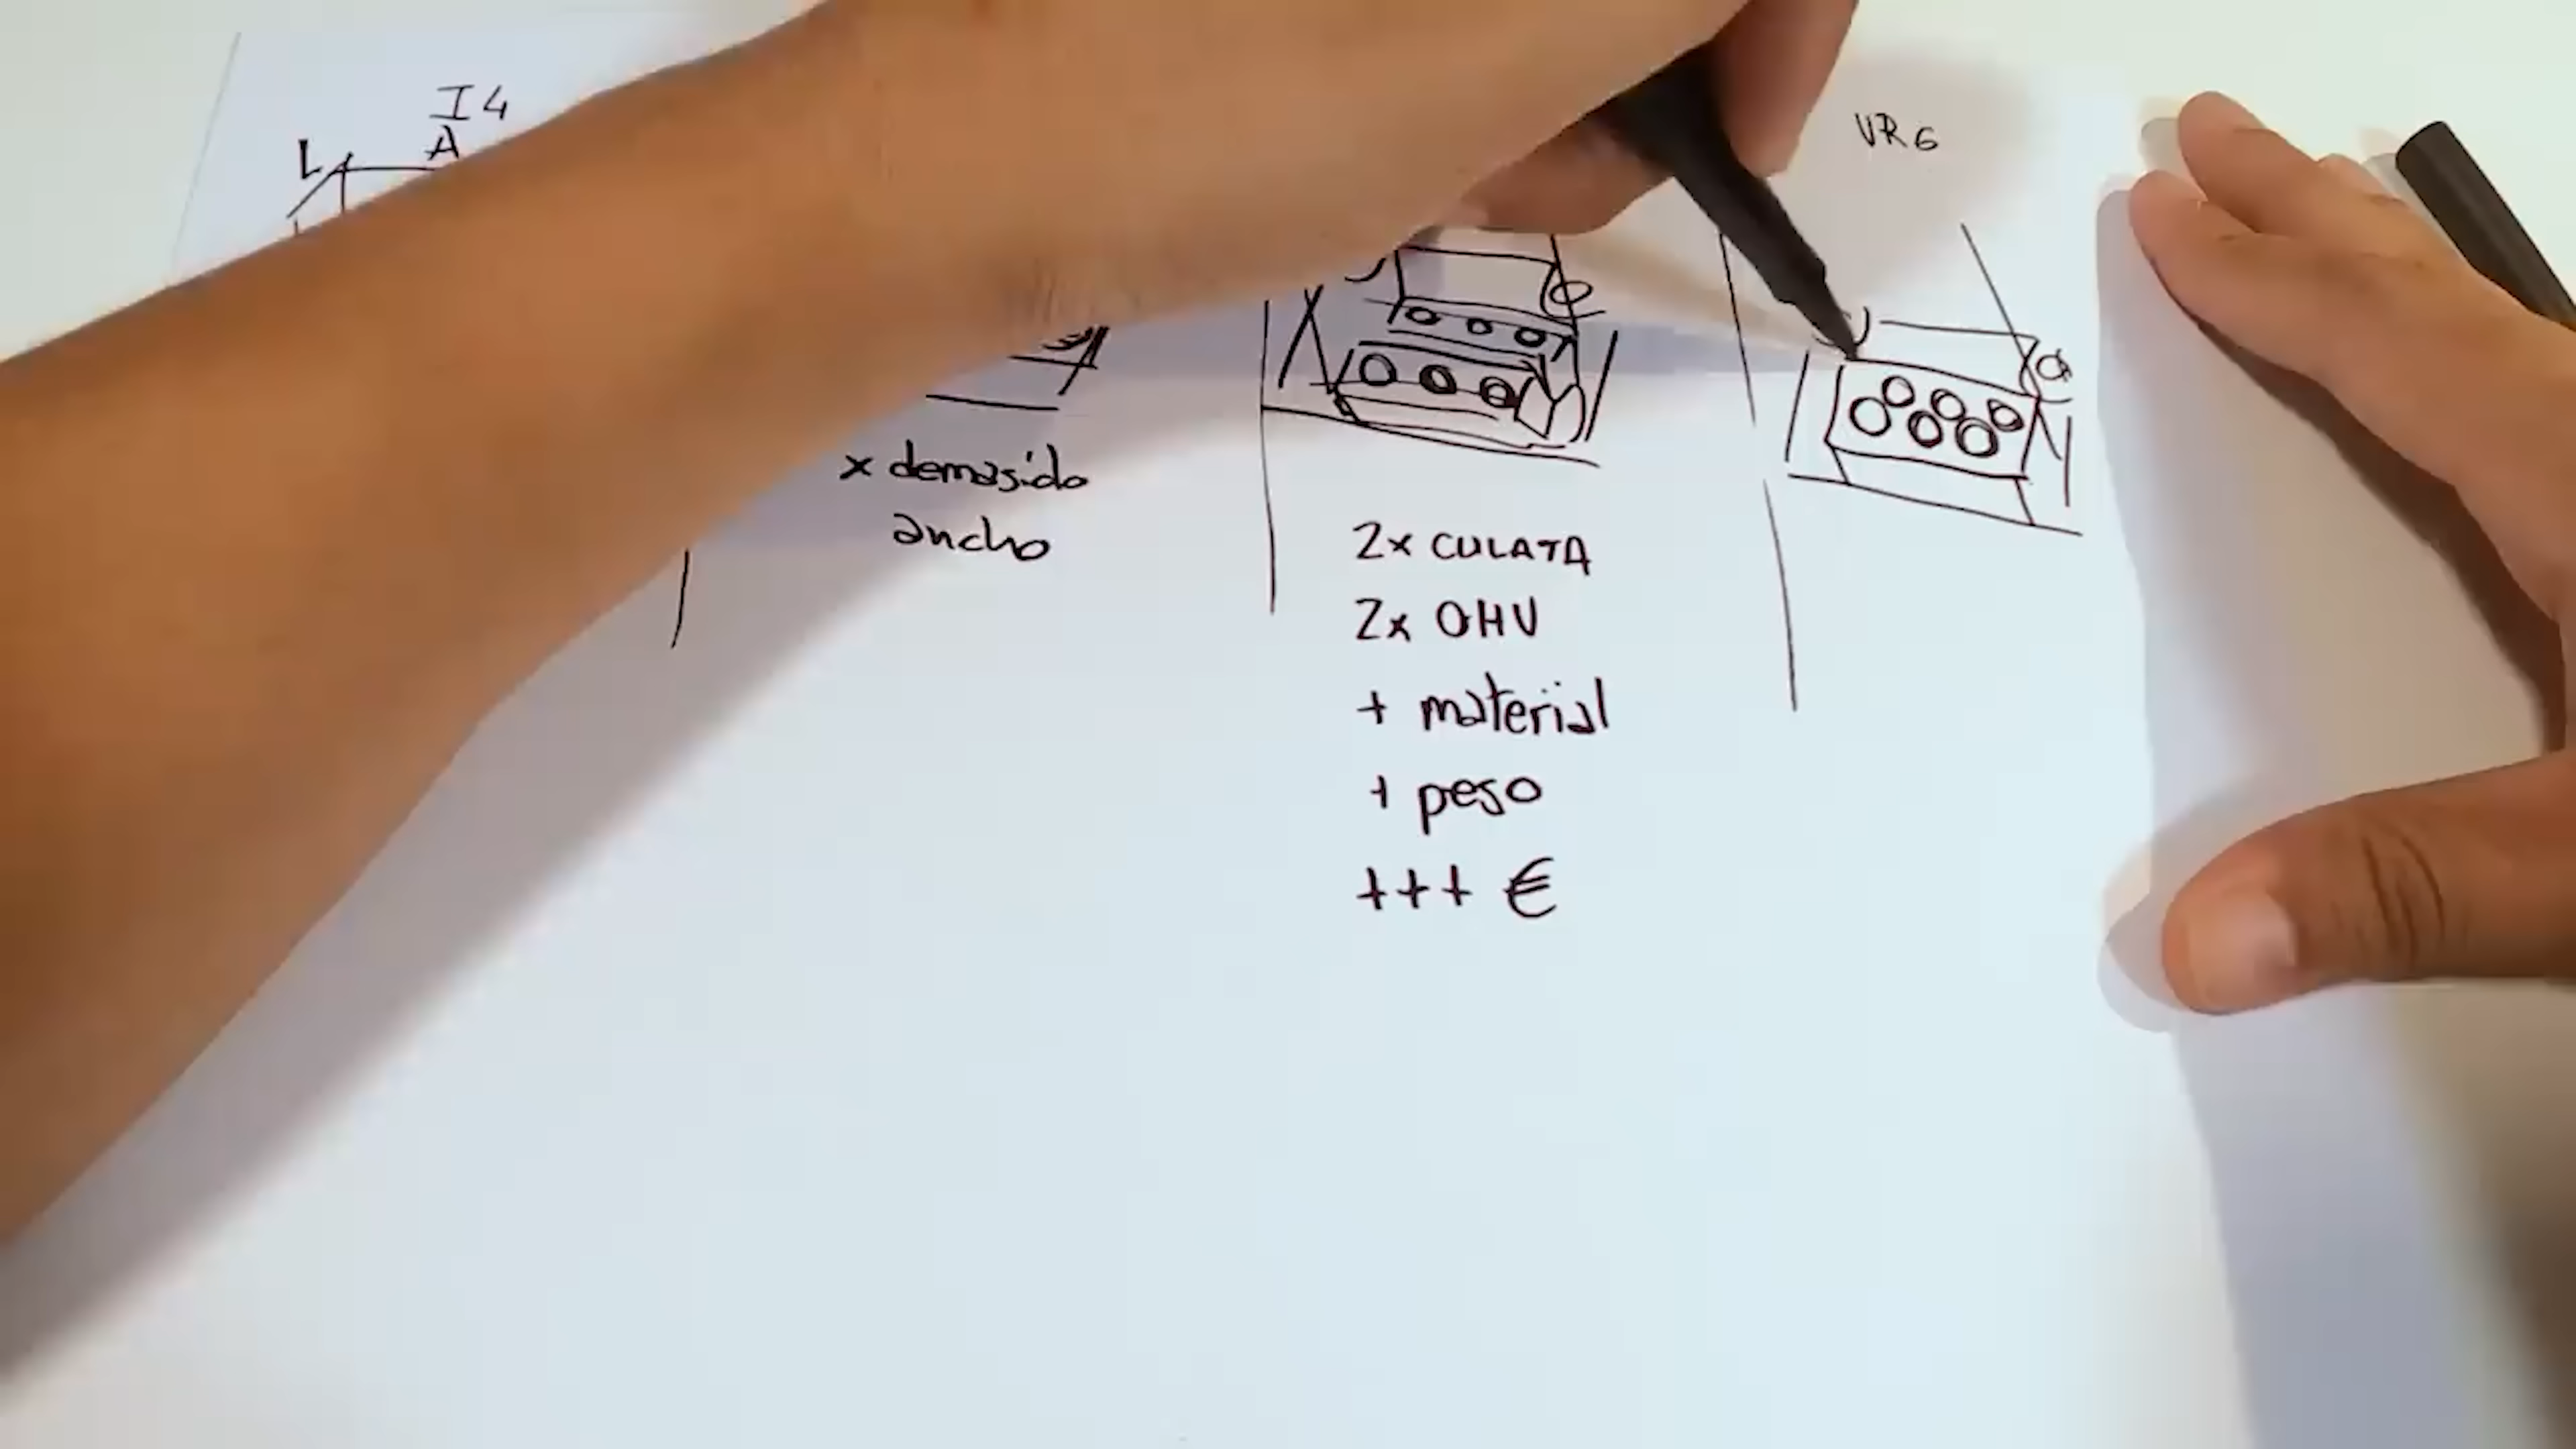 I4
L A
x demasido
ancho
2x CULATA
2x OHV
+ material
+ peso
+++ €
VR6